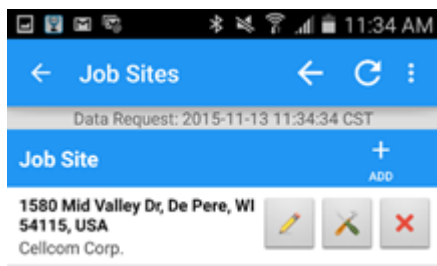 11:34 AM
Job Sites
Data Request: 2015-11-13 11:34:34 CST
Job Site
ADD
1580 Mid Valley Dr, De Pere, WI
54115, USA
Cellcom Corp.